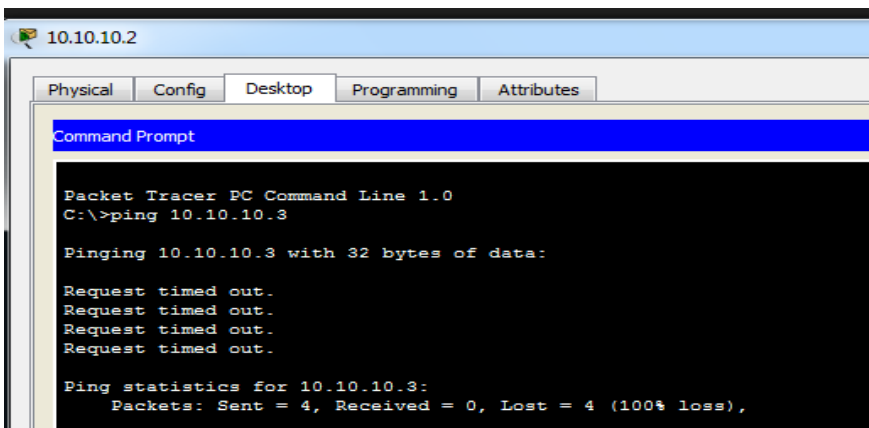 10.10.10.2
Physical Config Desktop Programming Attributes
Command Prompt
Packet Tracer PC Command Line 1.0
C:\>ping 10.10.10.3
Pinging 10.10.10.3 with 32 bytes of data:
Request timed out.
Request timed out.
Request timed out.
Request timed out.
Ping statistics for 10.10.10.3:
Packets: Sent = 4, Received = 0, Lost = 4 (100% loss),